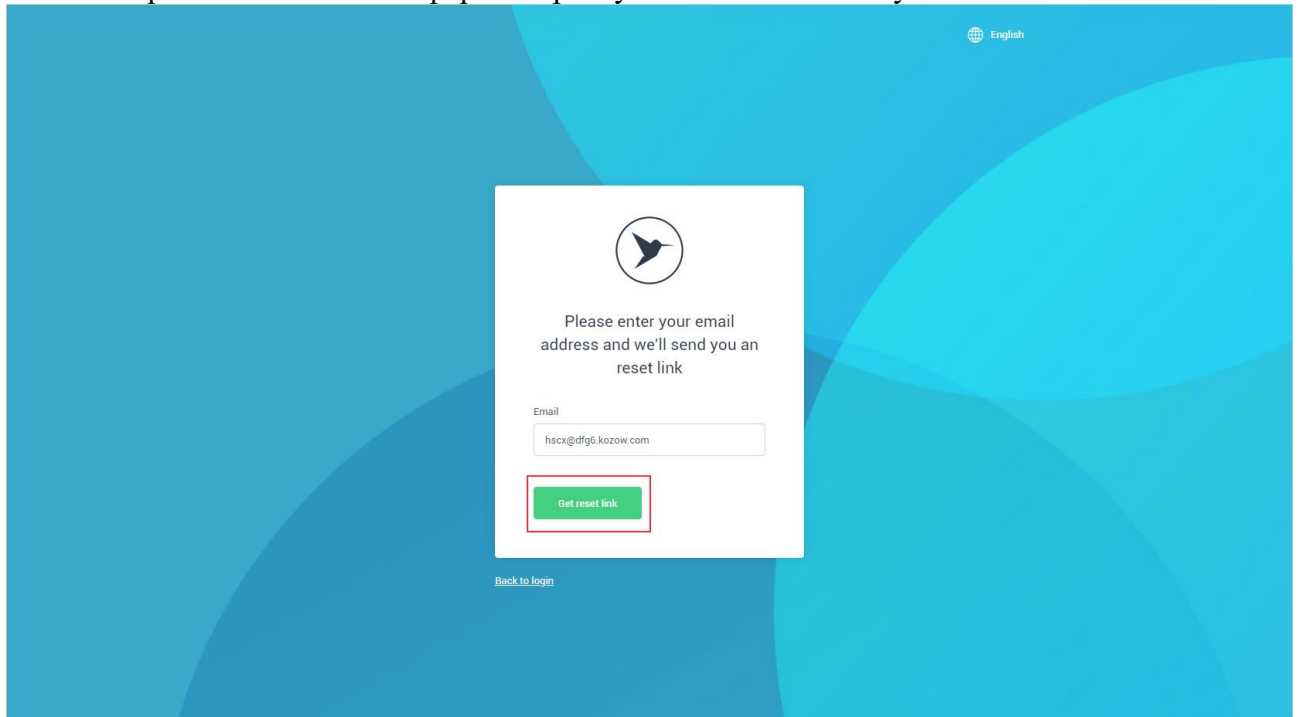 English
Please enter your email
address and we'll send you an
reset link
Email
hscx@dfg6.kozow.com
Get reset link
Back to login